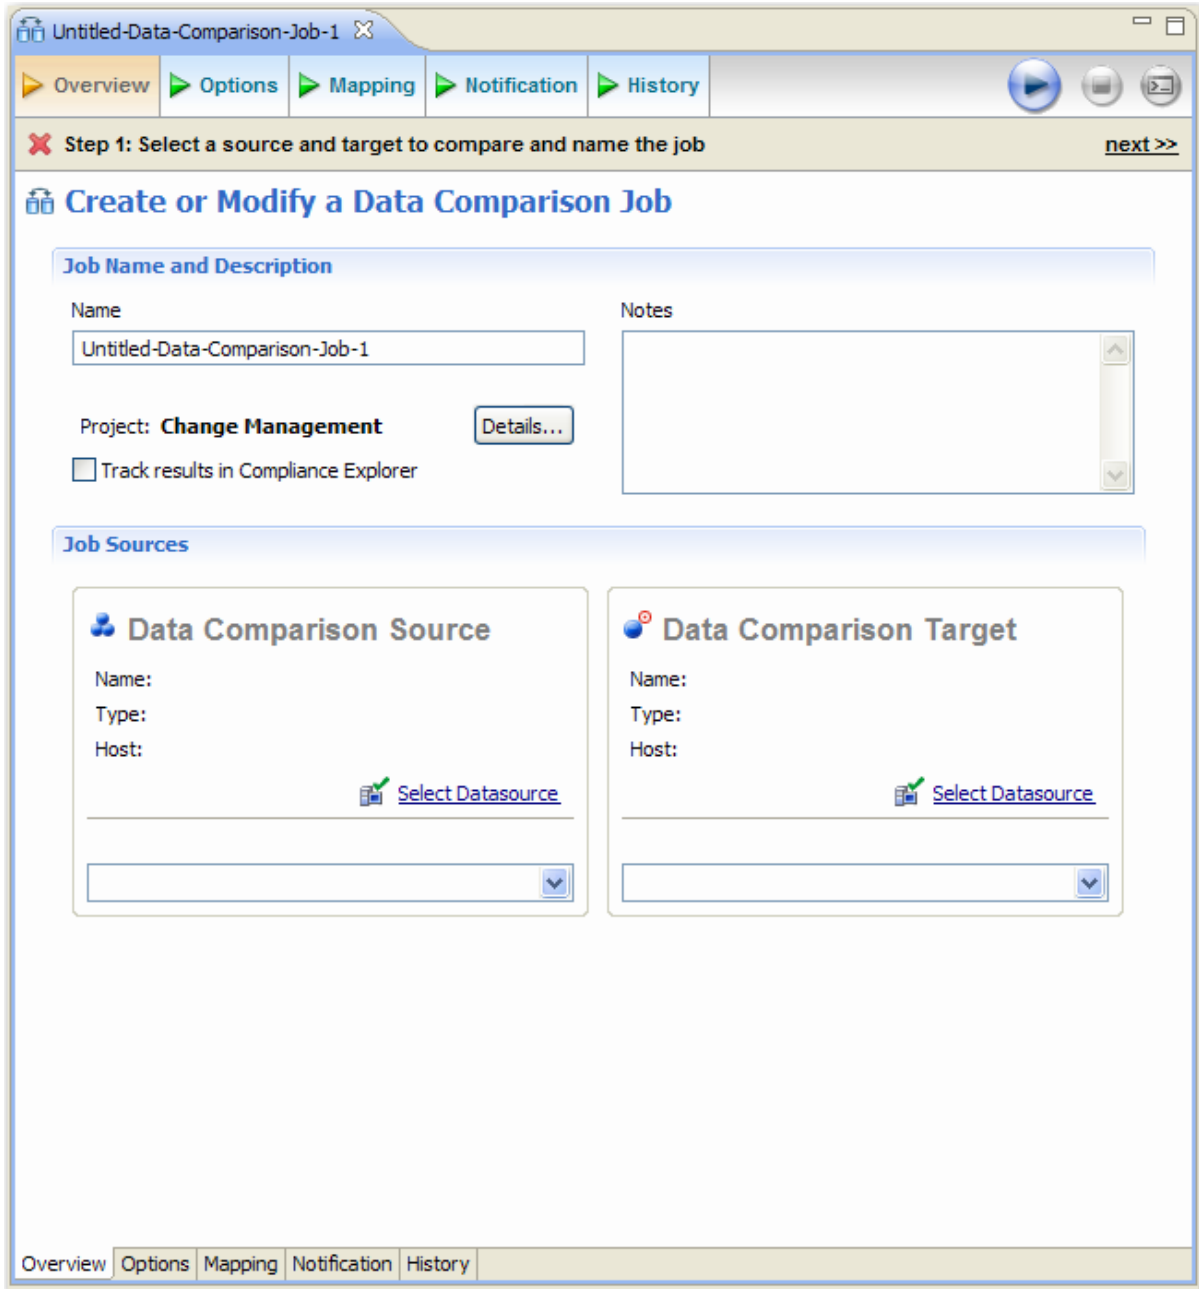 Untitled-Data-Comparison-Job-1
Overview Options Mapping Notification History
Step 1: Select a source and target to compare and name the job next >>
Create or Modify a Data Comparison Job
Job Name and Description
Name Notes
Untitled-Data-Comparison-Job-1
Project: Change Management Details...
Track results in Compliance Explorer
Job Sources
Data Comparison Source
Name:
Type:
Host:
Select Datasource
Data Comparison Target
Name:
Type:
Host:
Select Datasource
Overview Options Mapping Notification History